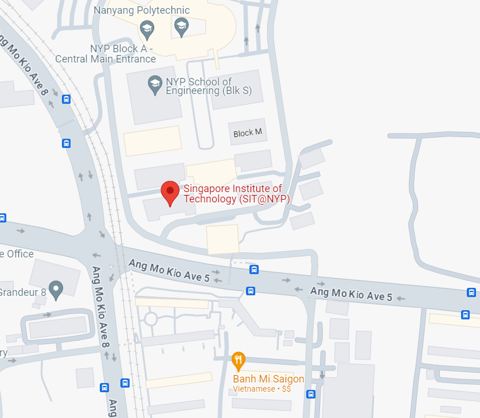 Nanyang Polytechnic
NYP Block A -
Central Main Entrance
Ang Mo Kio Ave 8
NYP School of
Engineering (Blk S)
Block M
Singapore Institute of
Technology (SIT@NYP)
e Office
Ang Mo Kio Ave 5
Ang Mo Kio Ave 5
Ang Mo Kio Ave 8
Grandeur 8
ry
Banh Mi Saigon
Vietnamese • $$
Ang